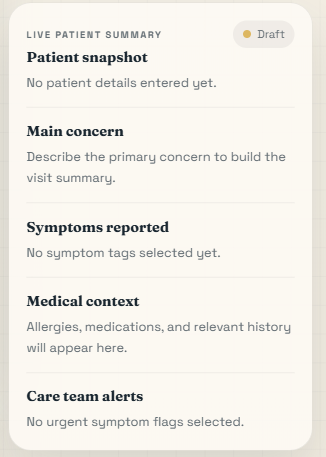 LIVE PATIENT SUMMARY
Draft
Patient snapshot
No patient details entered yet.
Main concern
Describe the primary concern to build the
visit summary.
Symptoms reported
No symptom tags selected yet.
Medical context
Allergies, medications, and relevant history
will appear here.
Care team alerts
No urgent symptom flags selected.